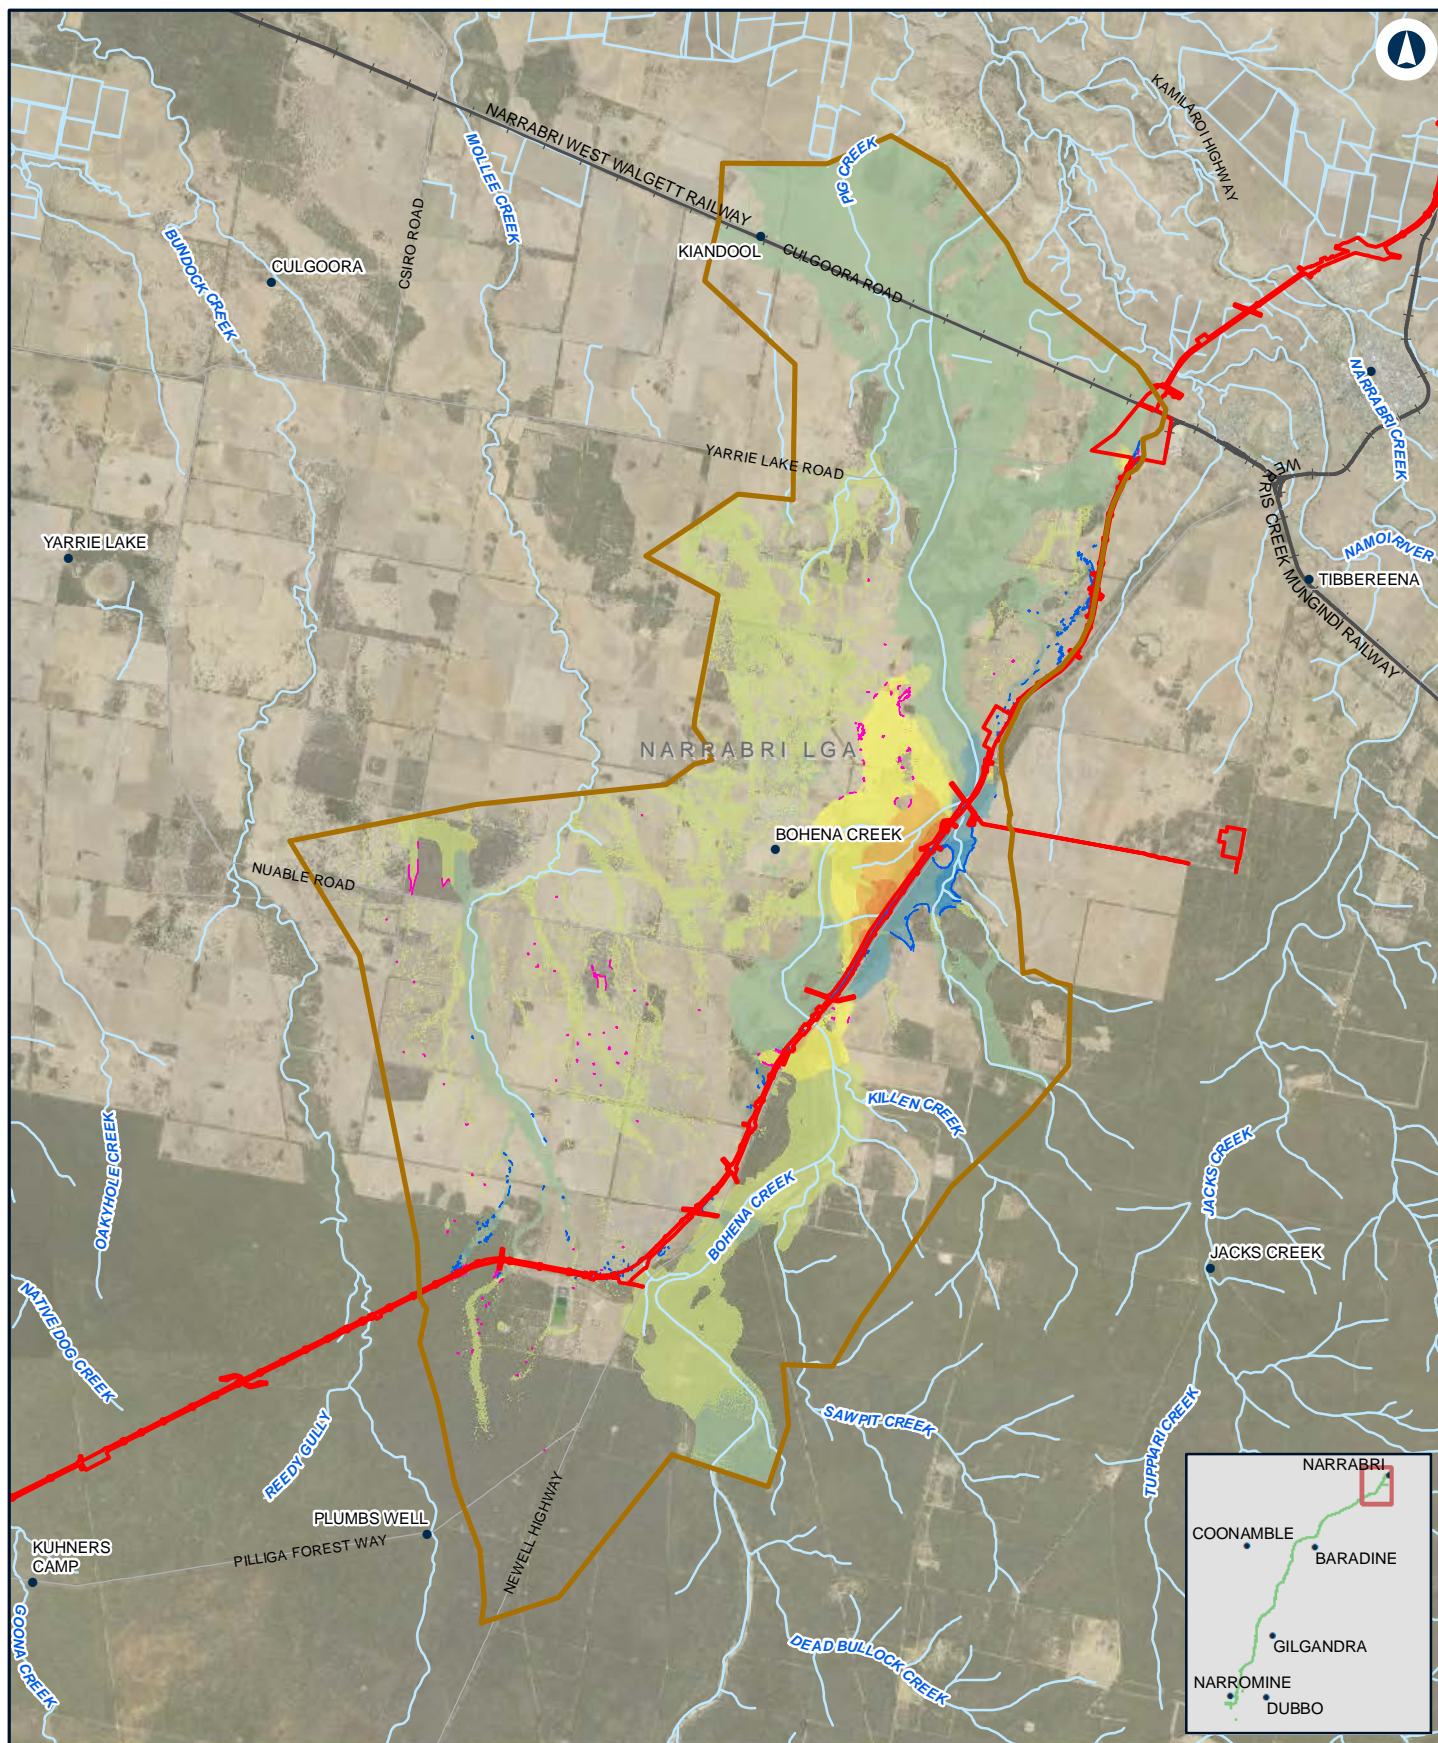 KAMILAROI HIGHWAY
NARRABRI WEST WALGETT RAILWAY
MOLLEE CREEK
PIG CREEK
CSIRO ROAD
BUNDOCK CREEK
CULGOORA
KIANDOOL
CULGOORA ROAD
NARRABRI CREEK
YARRIE LAKE ROAD
WERRIS CREEK MUNGINDI RAILWAY
YARRIE LAKE
NAMOI RIVER
TIBBEREENA
NARRABRI LGA
BOHENA CREEK
NUABLE ROAD
KILLEN CREEK
OAKYHOLE CREEK
JACKS CREEK
BOHENA CREEK
JACKS CREEK
NATIVE DOG CREEK
SAWPIT CREEK
TUPPIARI CREEK
REEDY GULLY
NEWELL HIGHWAY
PLUMBS WELL
PILLIGA FOREST WAY
KUHNERS
CAMP
GOONA CREEK
DEAD BULLOCK CREEK
NARRABRI
COONAMBLE
BARADINE
GILGANDRA
NARROMINE
DUBBO